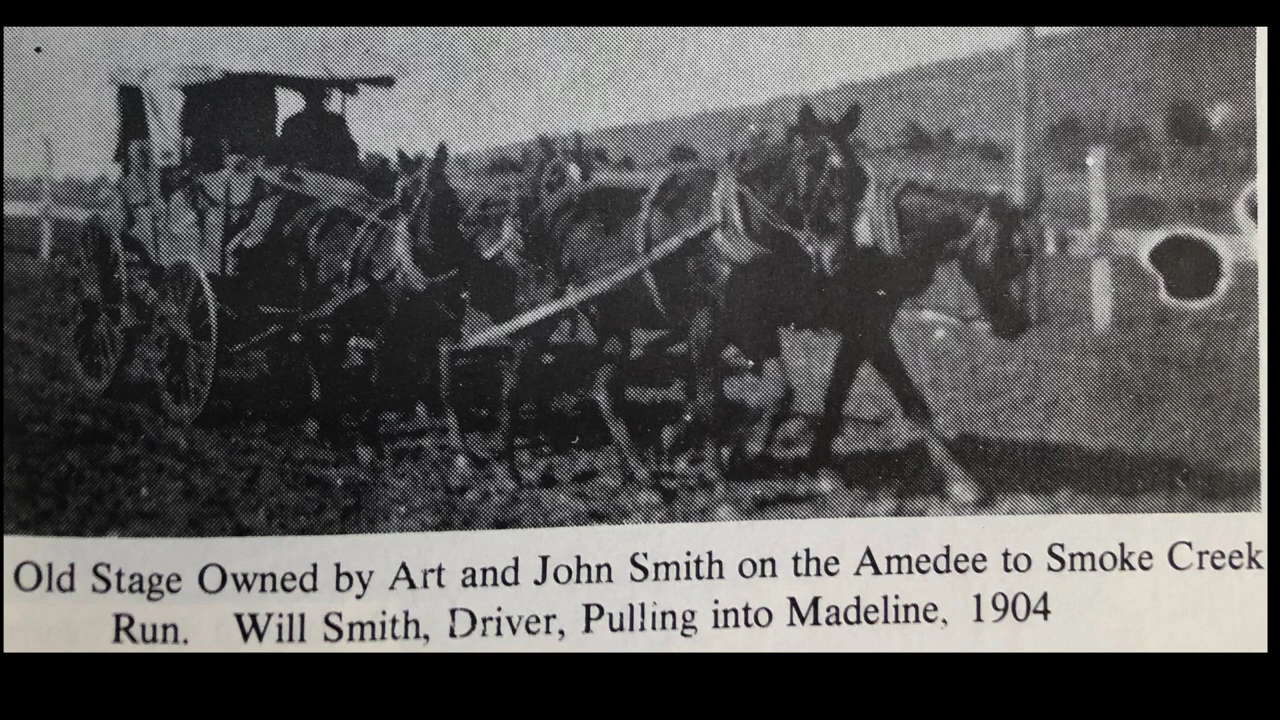 Old Stage Owned by Art and John Smith on the Amedee to Smoke Creek
Run. Will Smith, Driver, Pulling into Madeline, 1904